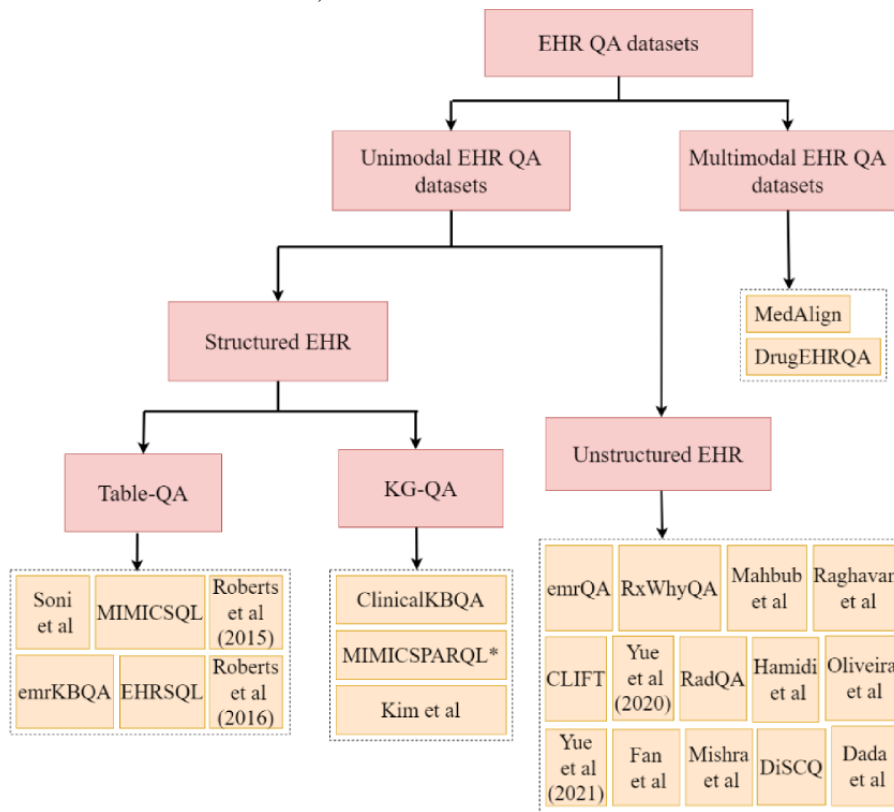 EHR QA datasets
Unimodal EHR QA
datasets
Multimodal EHR QA
datasets
MedAlign
DrugEHRQA
Structured EHR
Unstructured EHR
Table-QA
KG-QA
Soni
et al
MIMICSQL
Roberts
et al
(2015)
emrKBQA
EHRSQL
Roberts
et al
(2016)
ClinicalKBQA
MIMICSPARQL*
Kim et al
emrQA
RxWhyQA
Mahbub
et al
Raghavan
et al
CLIFT
Yue
et al
(2020)
RadQA
Hamidi
et al
Oliveira
et al
Yue
et al
(2021)
Fan
et al
Mishra
et al
DiSCQ
Dada
et al